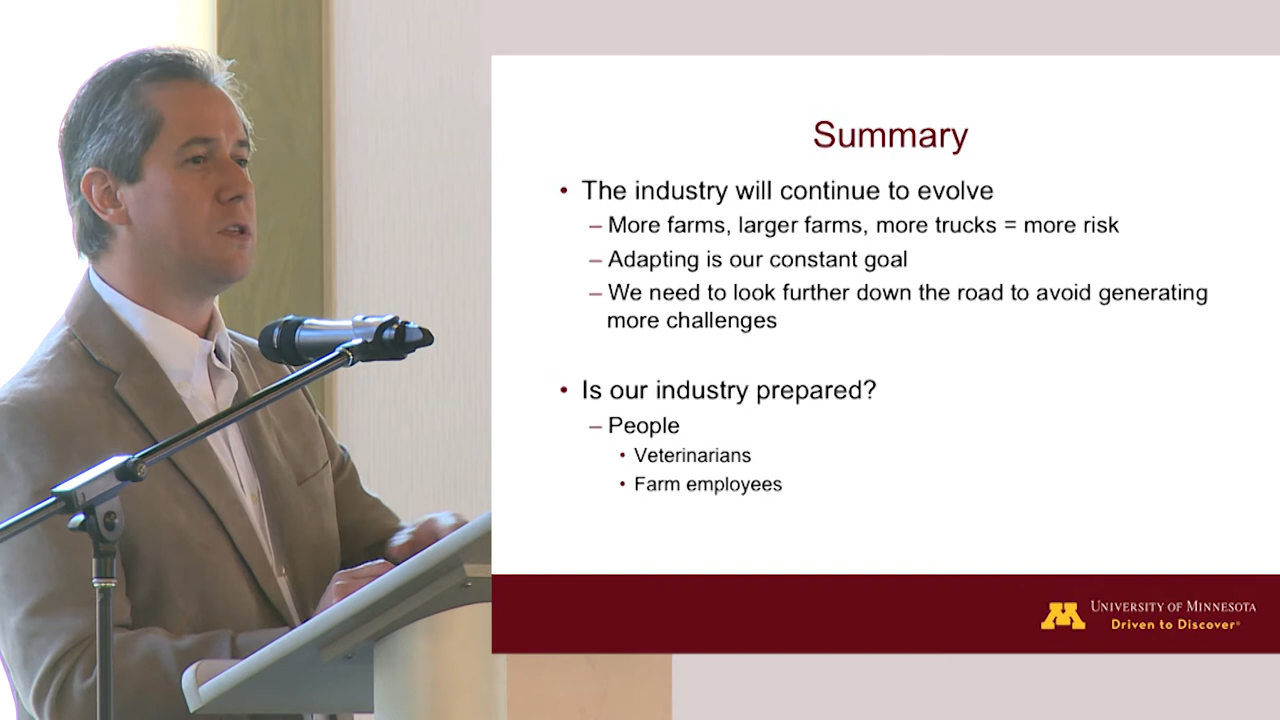 Summary
• The industry will continue to evolve
– More farms, larger farms, more trucks = more risk
– Adapting is our constant goal
– We need to look further down the road to avoid generating
more challenges
• Is our industry prepared?
– People
• Veterinarians
• Farm employees
M
UNIVERSITY OF MINNESOTA
Driven to Discover®